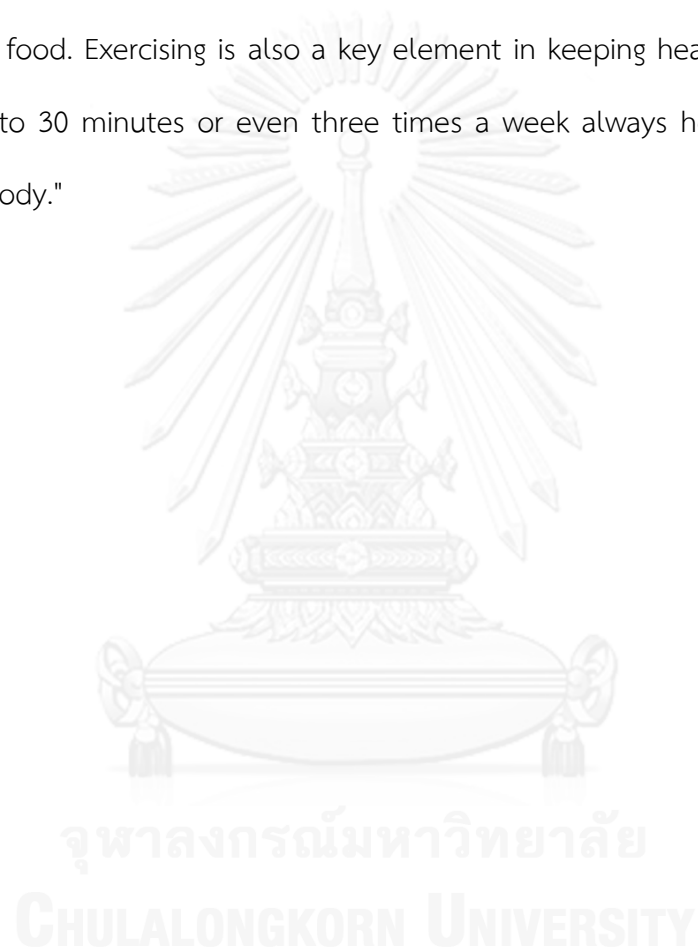 food. Exercising is also a key element in keeping hea
to 30 minutes or even three times a week always h
ody."
จุฬาลงกรณ์มหาวิทยาลัย
CHULALONGKORN UNIVERSITY